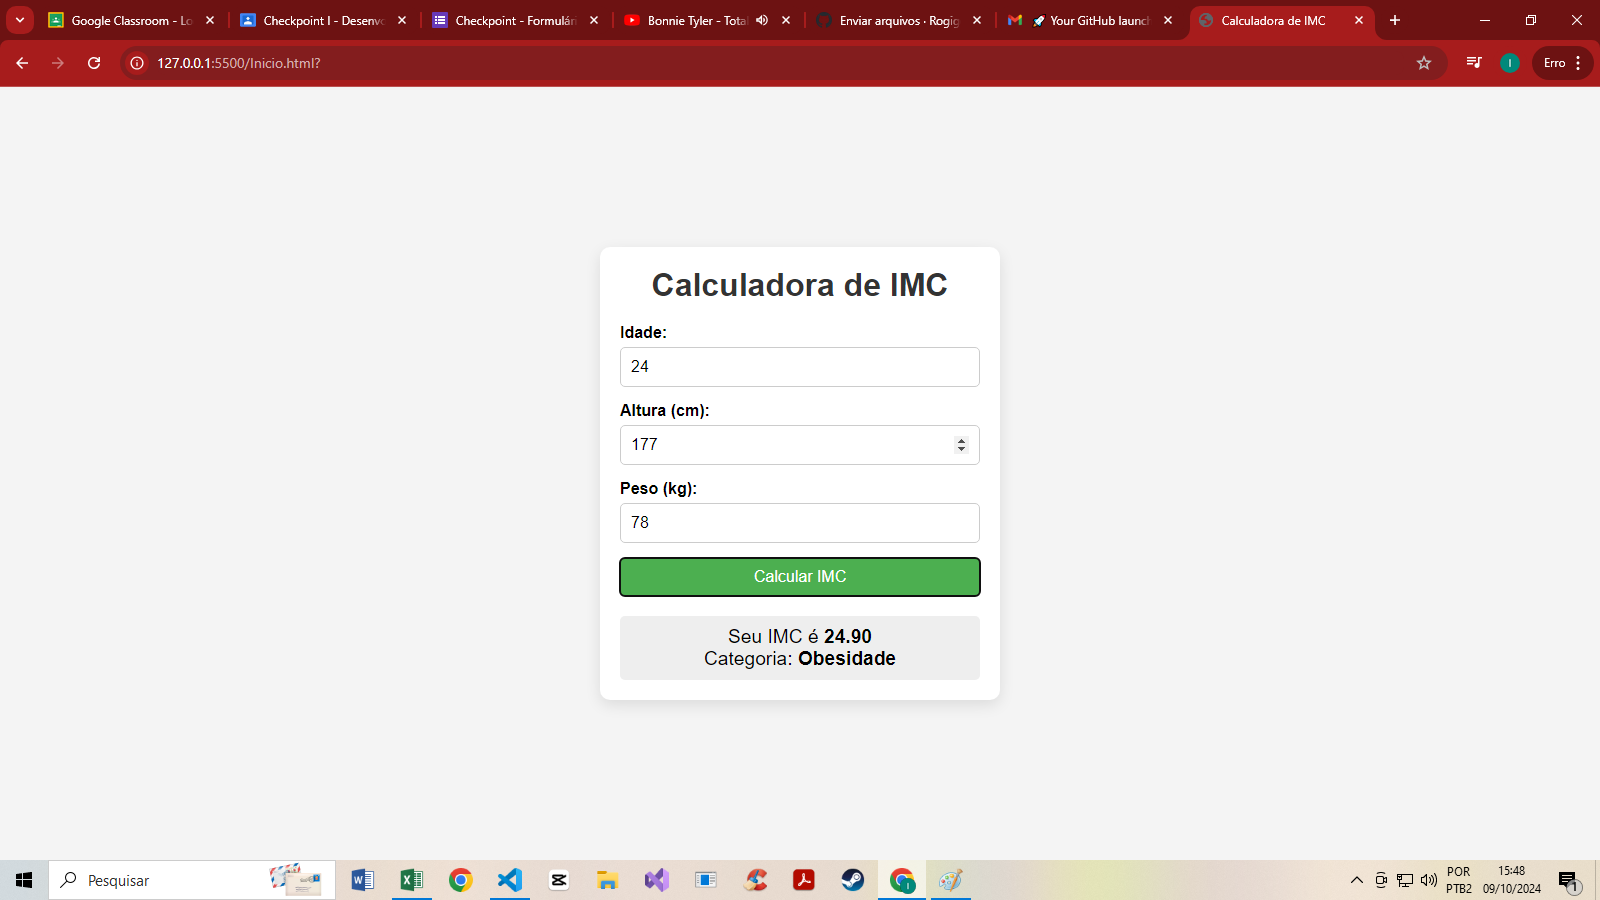 Google Classroom - Lo
Checkpoint I - Desenvo
Checkpoint - Formulári
Bonnie Tyler - Total
Enviar arquivos · Rogig
Your GitHub launch
Calculadora de IMC
127.0.0.1:5500/Inicio.html?
I
Erro
Calculadora de IMC
Idade:
24
Altura (cm):
177
Peso (kg):
78
Calcular IMC
Seu IMC é 24.90
Categoria: Obesidade
Pesquisar
POR
PTB2
15:48
09/10/2024
1